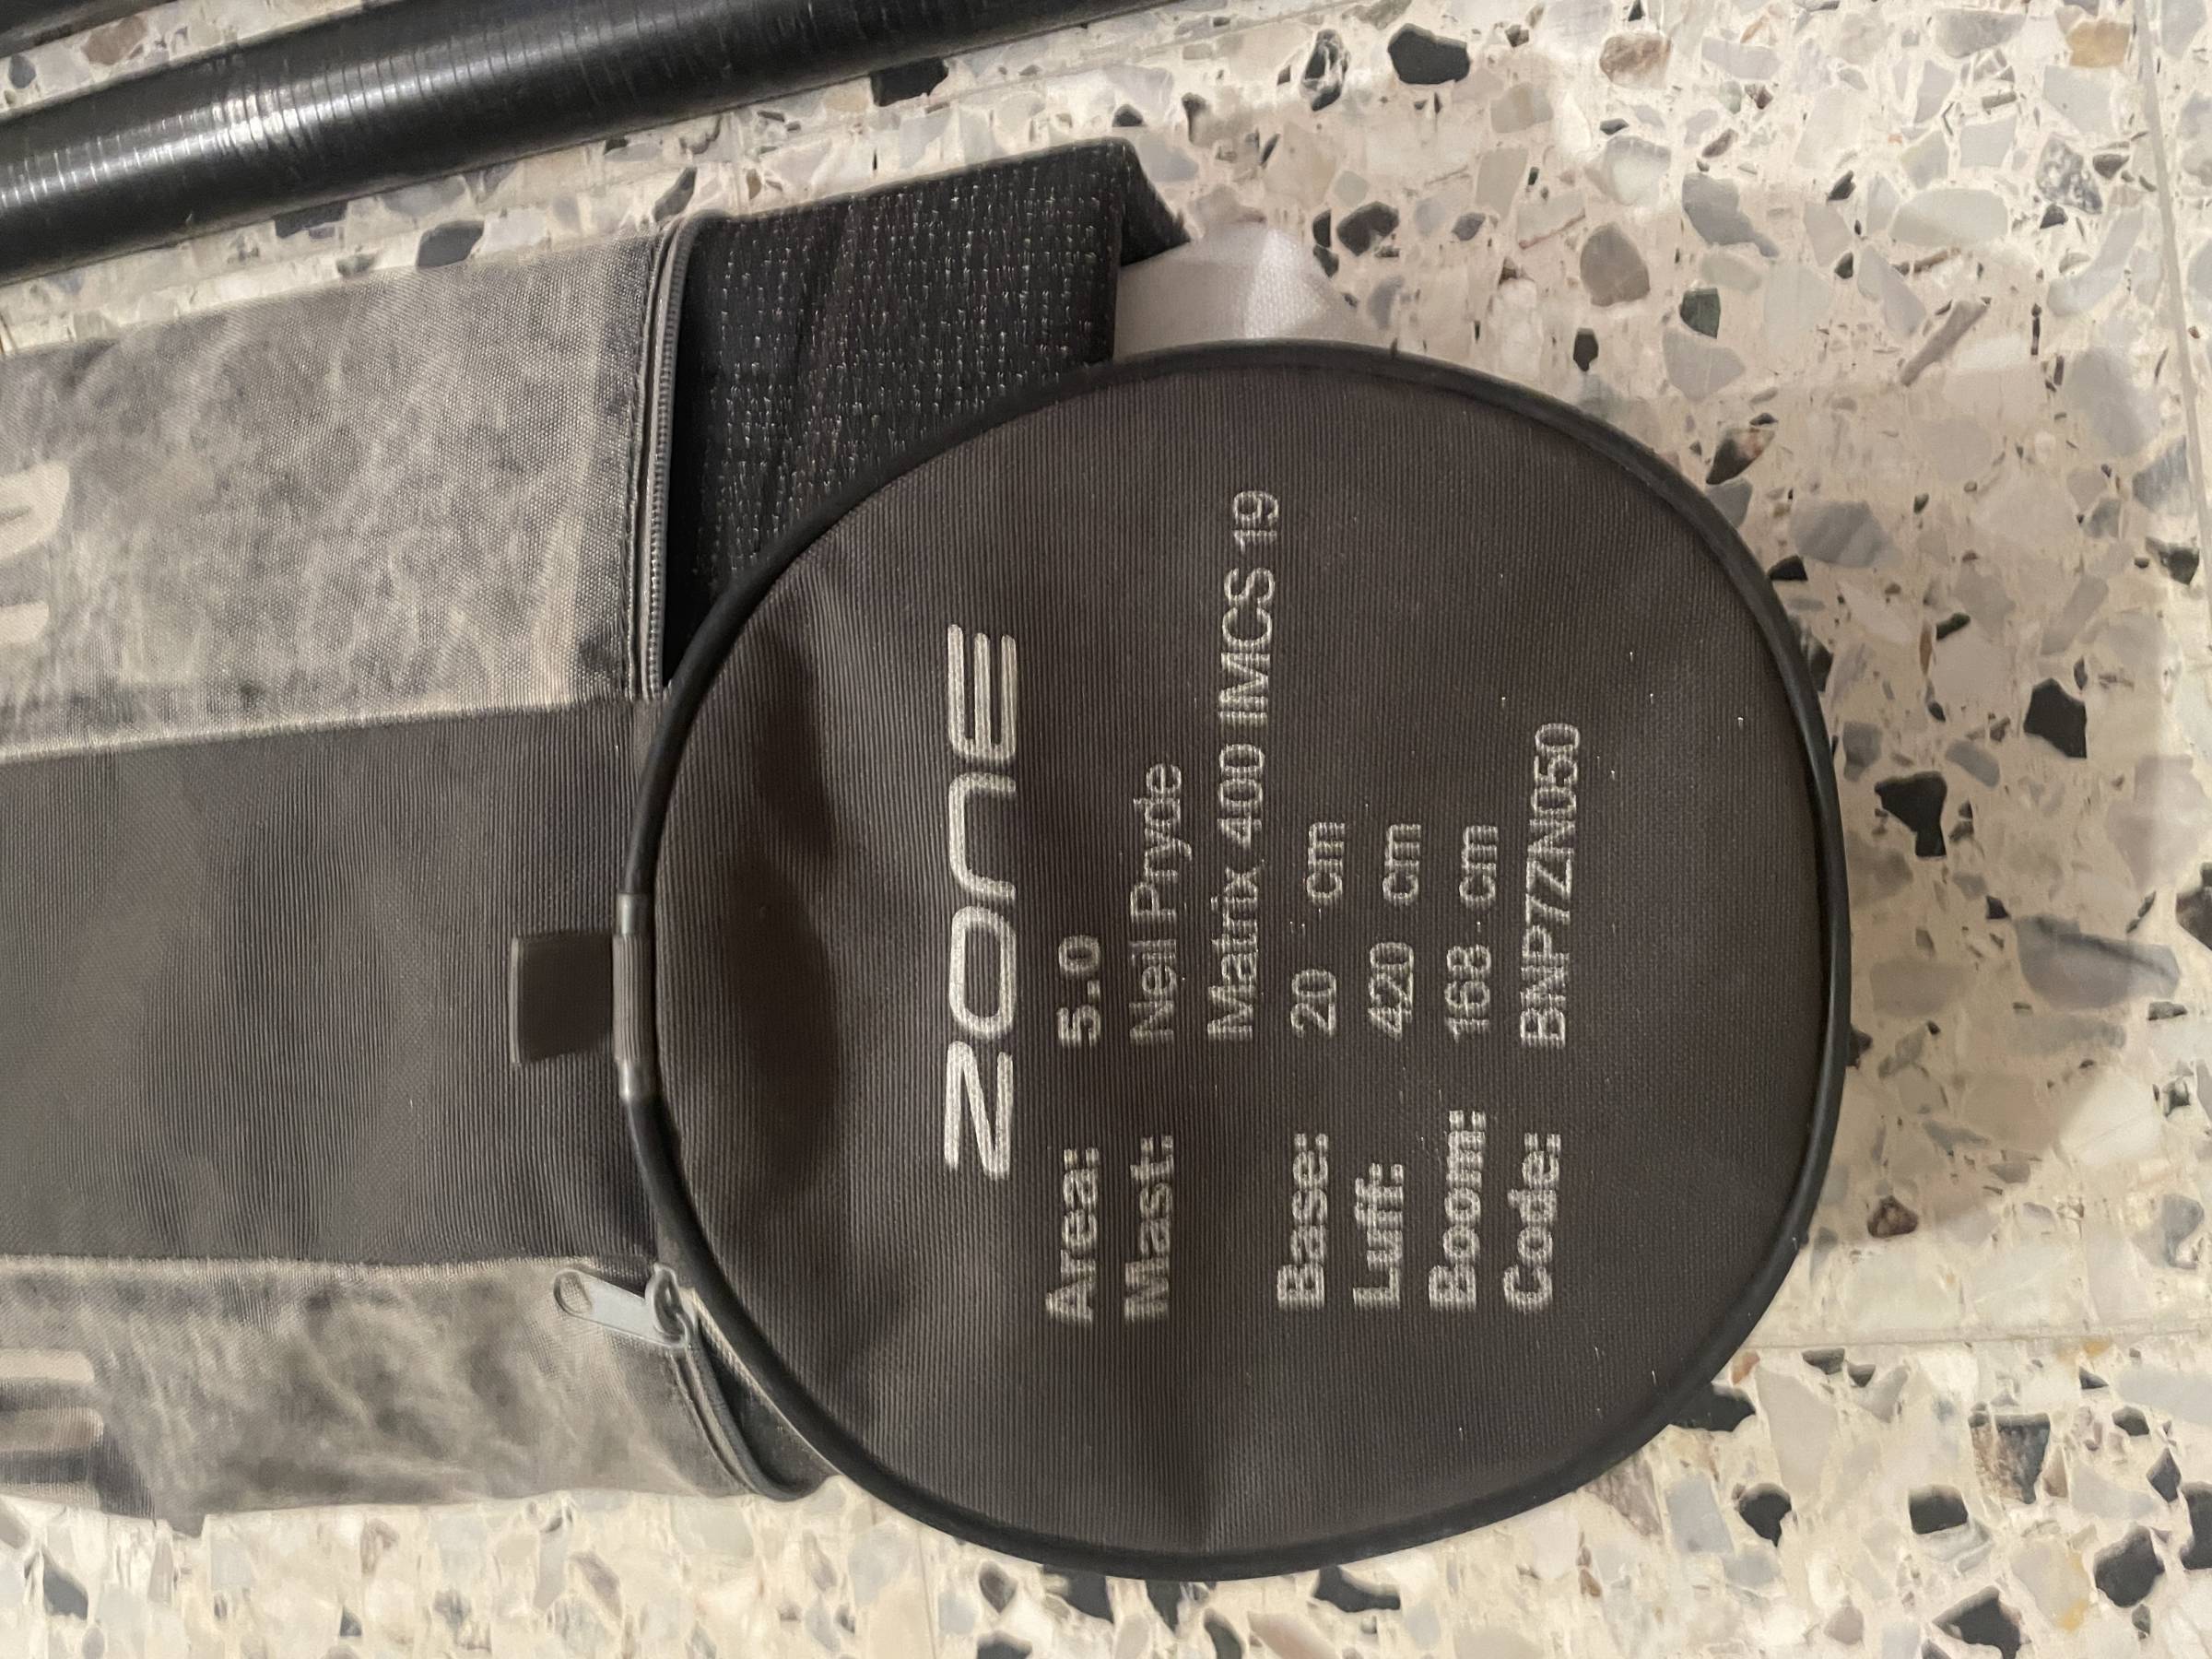 ZONE
Area: 5.0
Mast: Neil Pryde
Matrix 400 IMCS 19
Base: 20 cm
Luff: 420 cm
Boom: 168 cm
Code: BNP7ZN050